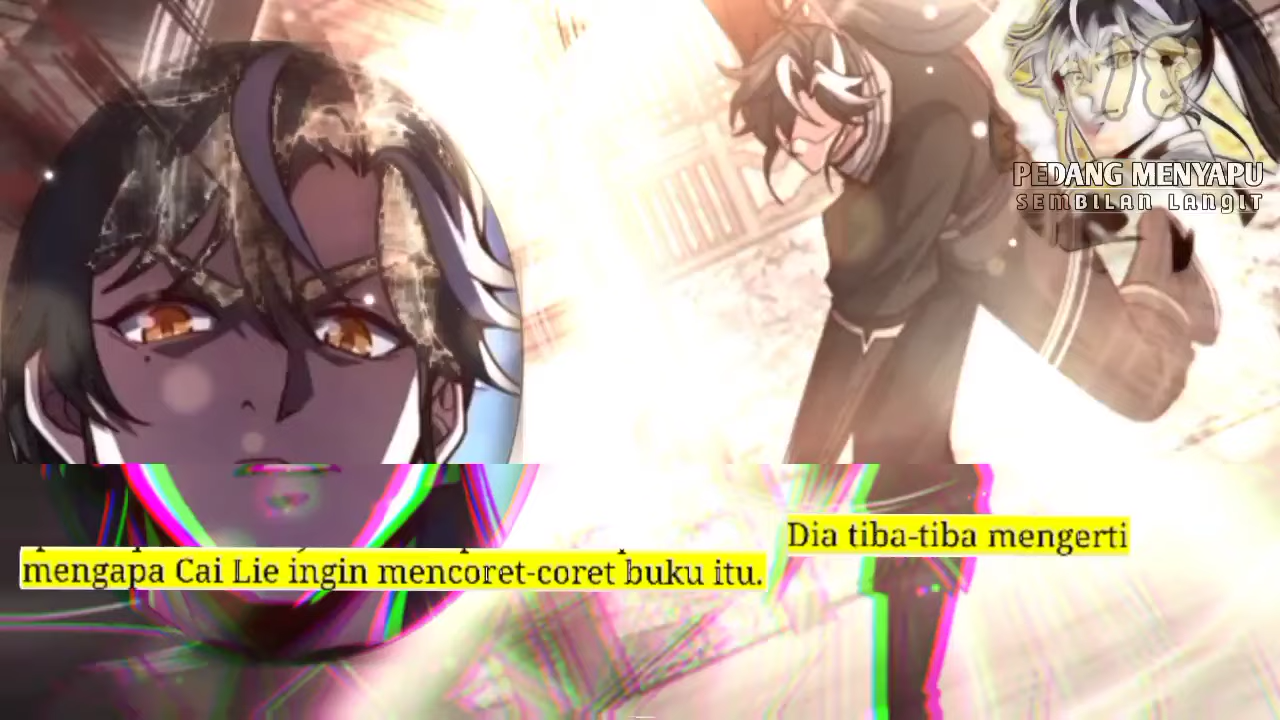 PEDANG MENYAPU
SEMBILAN LANGIT
Dia tiba-tiba mengerti
mengapa Cai Lie ingin mencoret-coret buku itu.